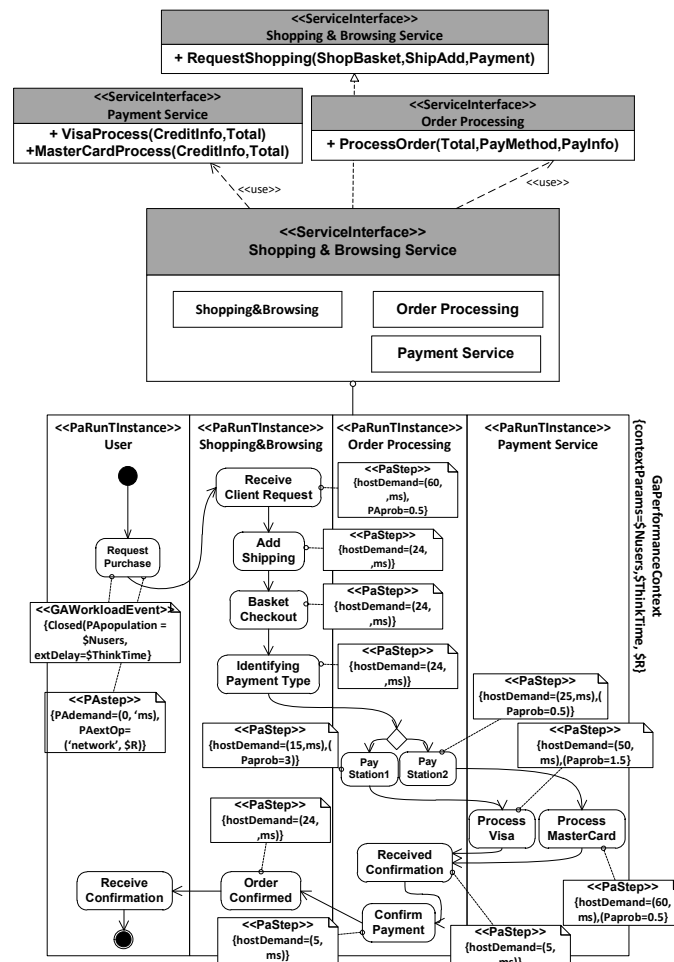 <<ServiceInterface>>
Shopping & Browsing Service
+ RequestShopping(ShopBasket,ShipAdd,Payment)
<<ServiceInterface>>
Payment Service
+ VisaProcess(CreditInfo,Total)
+MasterCardProcess(CreditInfo,Total)
<<ServiceInterface>>
Order Processing
+ ProcessOrder(Total,PayMethod,PayInfo)
<<use>>
<<use>>
<<ServiceInterface>>
Shopping & Browsing Service
Shopping&Browsing
Order Processing
Payment Service
<<PaRunTInstance>>
User
<<PaRunTInstance>>
Shopping&Browsing
<<PaRunTInstance>>
Order Processing
<<PaRunTInstance>>
Payment Service
GaPerformanceContext
{contextParams=$Nusers,$ThinkTime, $R}
Receive
Client Request
<<PaStep>>
{hostDemand=(60,
,ms),
PAprob=0.5}
Request
Purchase
Add
Shipping
<<PaStep>>
{hostDemand=(24,
,ms)}
Basket
Checkout
<<PaStep>>
{hostDemand=(24,
,ms)}
<<GAWorkloadEvent>>
{Closed(PApopulation =
$Nusers,
extDelay=$ThinkTime}
Identifying
Payment Type
<<PaStep>>
{hostDemand=(24,
,ms)}
<<PAstep>>
{PAdemand=(0, ‘ms),
PAextOp=
(‘network’, $R)}
<<PaStep>>
{hostDemand=(25,ms),(
Paprob=0.5)}
<<PaStep>>
{hostDemand=(15,ms),(
Paprob=3)}
Pay
Station1
Pay
Station2
<<PaStep>>
{hostDemand=(50,
ms),(Paprob=1.5}
<<PaStep>>
{hostDemand=(24,
,ms)}
Process
Visa
Process
MasterCard
Receive
Confirmation
Order
Confirmed
Received
Confirmation
Confirm
Payment
<<PaStep>>
{hostDemand=(60,
ms),(Paprob=0.5}
<<PaStep>>
{hostDemand=(5,
ms)}
<<PaStep>>
{hostDemand=(5,
ms)}